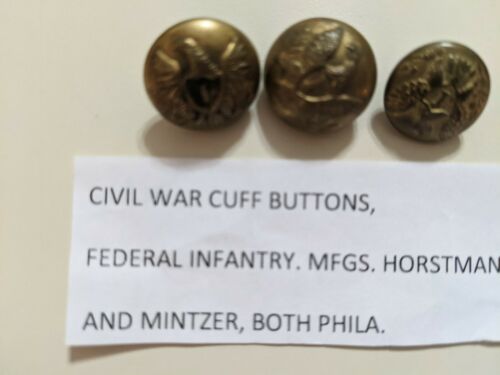 CIVIL WAR CUFF BUTTONS,
FEDERAL INFANTRY. MFGS. HORSTMAN
AND MINTZER, BOTH PHILA.